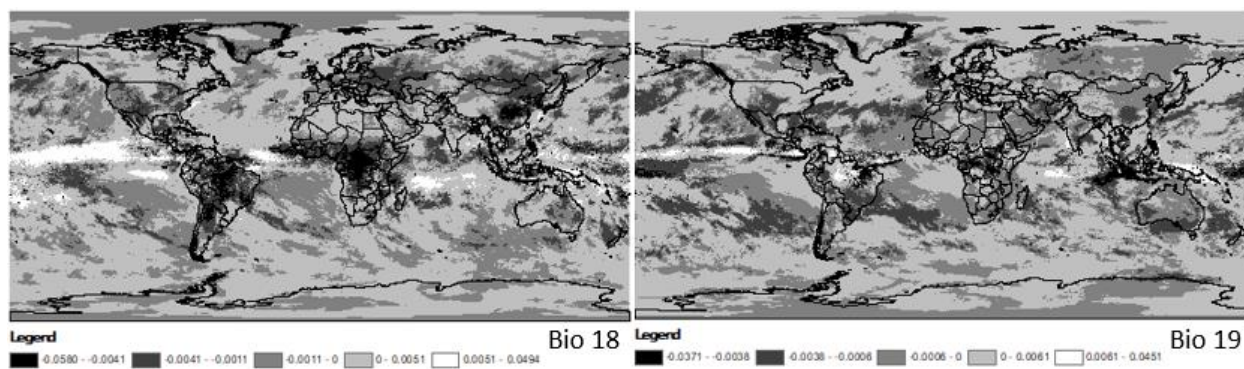 Legend
Bio 18
-0.0580 - -0.0041
-0.0041 - -0.0011
-0.0011 - 0
0 - 0.0051
0.0051 - 0.0494
Legend
Bio 19
-0.0371 - -0.0038
-0.0038 - -0.0006
-0.0006 - 0
0 - 0.0061
0.0061 - 0.0451